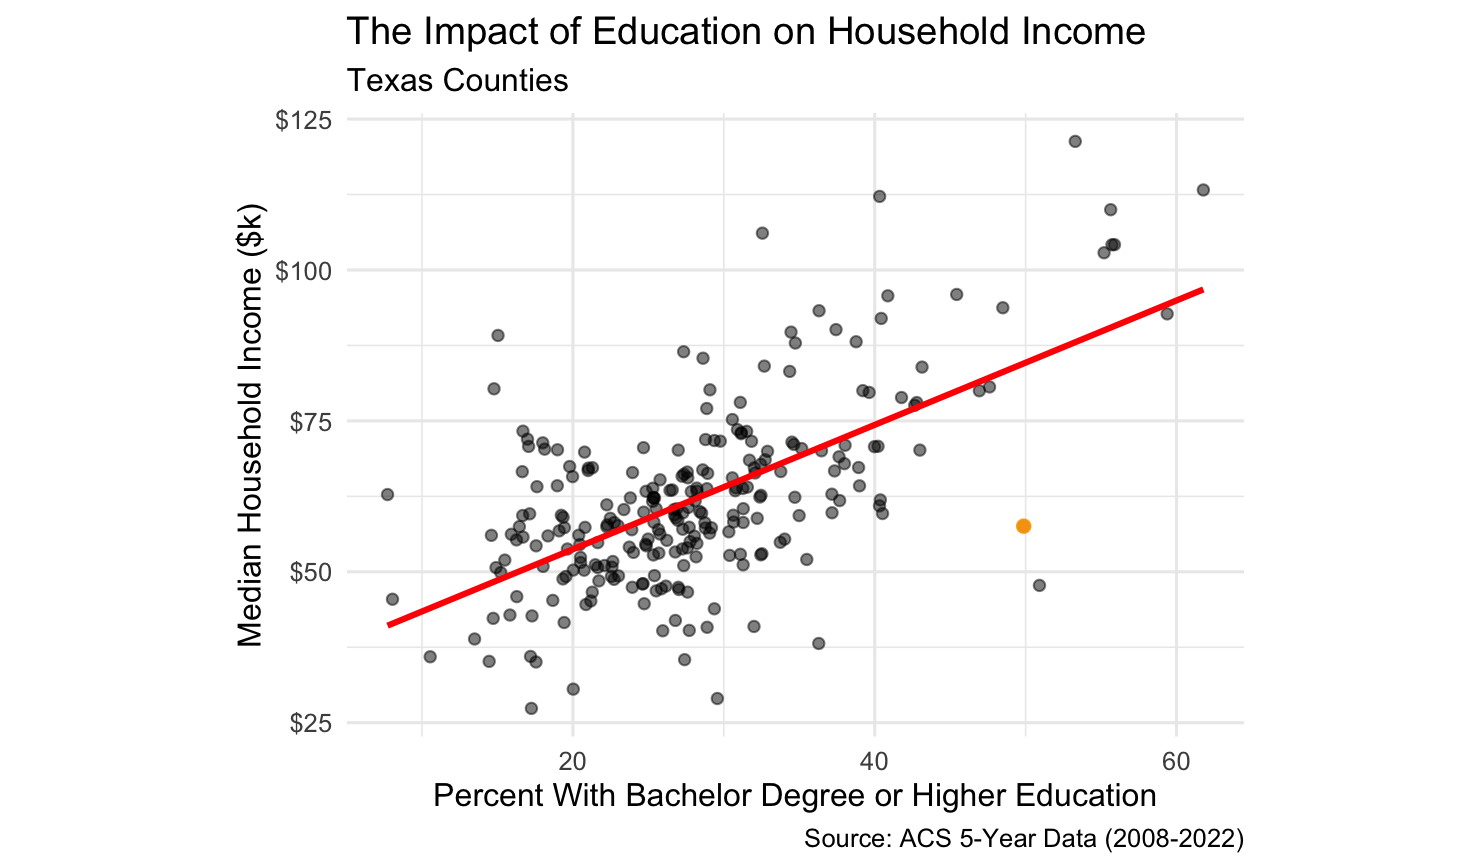 The Impact of Education on Household Income
Texas Counties
Median Household Income ($k)
$125
$100
$75
$50
$25
20 40 60
Percent With Bachelor Degree or Higher Education
Source: ACS 5-Year Data (2008-2022)